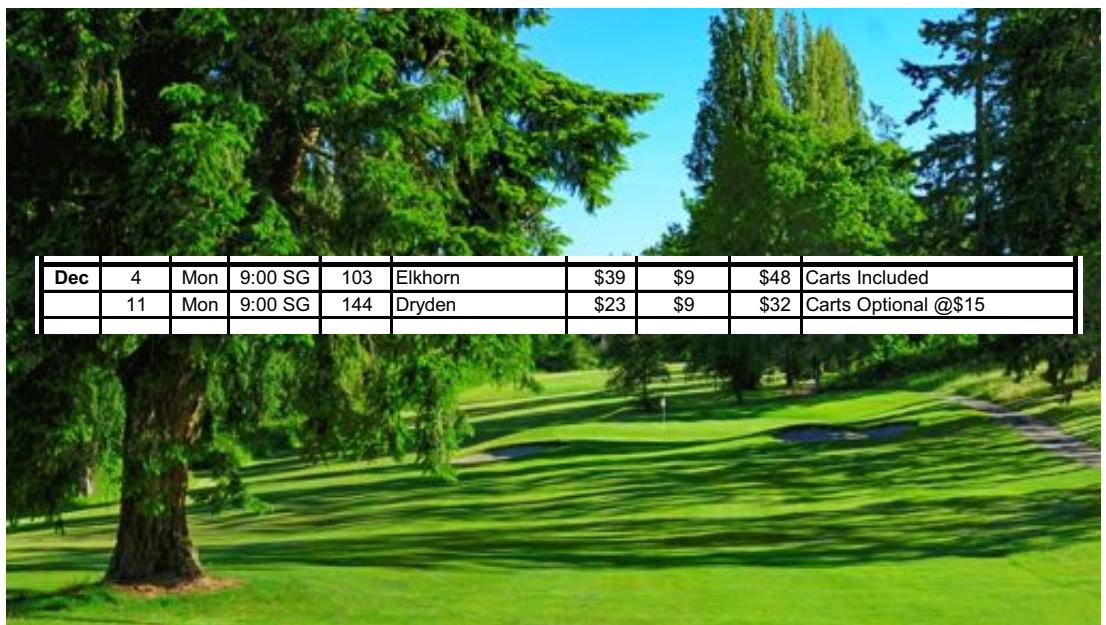 Dec 4 Mon 9:00 SG 103 Elkhorn $39 $9 $48 Carts Included
11 Mon 9:00 SG 144 Dryden $23 $9 $32 Carts Optional @$15